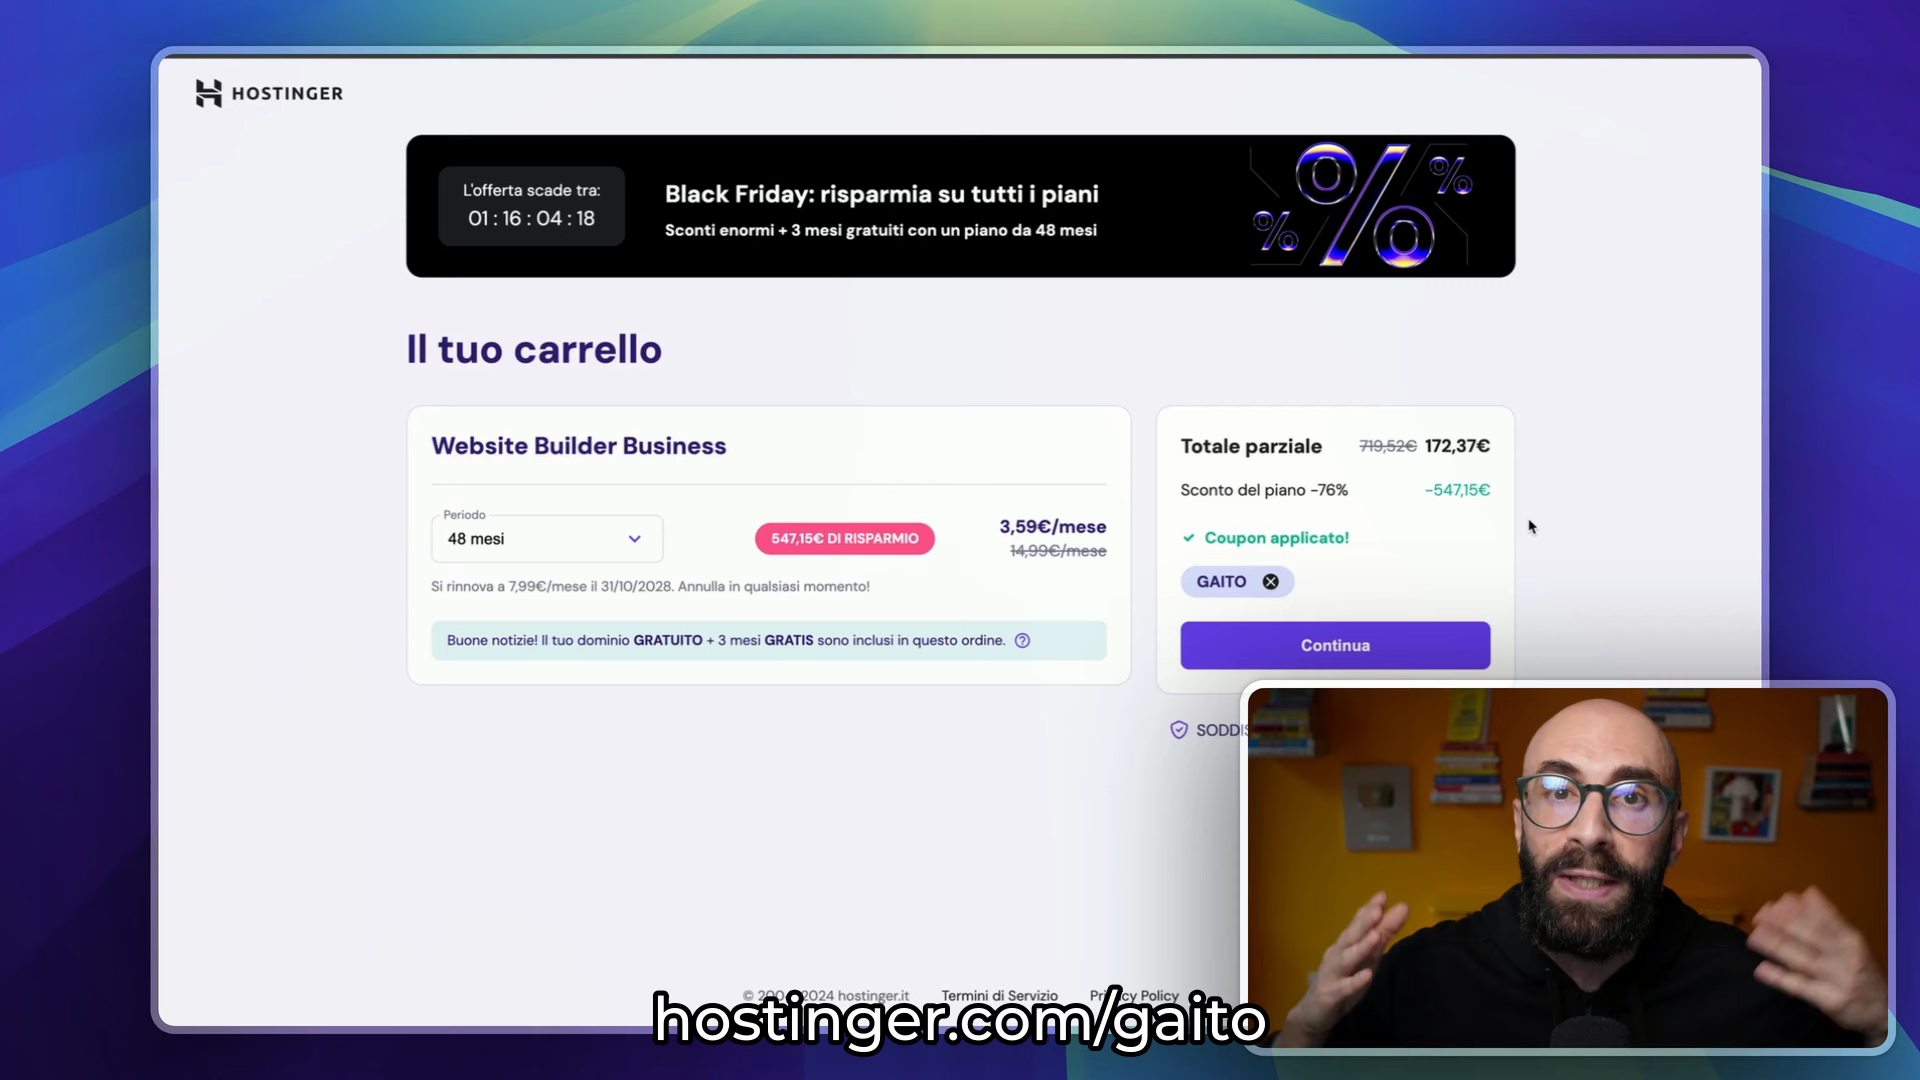 HOSTINGER
L'offerta scade tra:
01 : 16 : 04 : 18
Black Friday: risparmia su tutti i piani
Sconti enormi + 3 mesi gratuiti con un piano da 48 mesi
Il tuo carrello
Website Builder Business
Periodo
48 mesi
547,15€ DI RISPARMIO
3,59€/mese
14,99€/mese
Si rinnova a 7,99€/mese il 31/10/2028. Annulla in qualsiasi momento!
Buone notizie! Il tuo dominio GRATUITO + 3 mesi GRATIS sono inclusi in questo ordine.
Totale parziale 719,52€ 172,37€
Sconto del piano -76% -547,15€
Coupon applicato!
GAITO
Continua
2024 hostinger.it Termini di Servizio Privacy Policy
hostinger.com/gaito